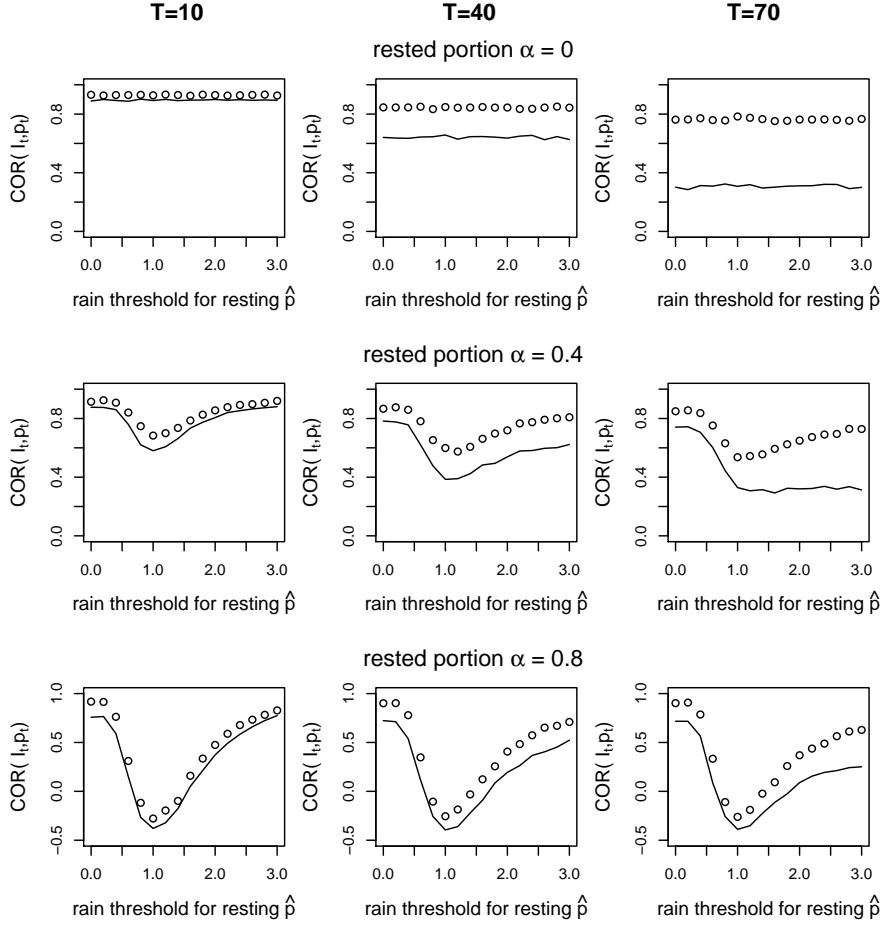 T=10 T=40 T=70
rested portion α = 0
COR( I_t,p_t) 0.0 0.4 0.8 COR( I_t,p_t) 0.0 0.4 0.8 COR( I_t,p_t) 0.0 0.4 0.8
0.0 1.0 2.0 3.0 0.0 1.0 2.0 3.0 0.0 1.0 2.0 3.0
rain threshold for resting p̂ rain threshold for resting p̂ rain threshold for resting p̂
rested portion α = 0.4
COR( I_t,p_t) 0.0 0.4 0.8 COR( I_t,p_t) 0.0 0.4 0.8 COR( I_t,p_t) 0.0 0.4 0.8
0.0 1.0 2.0 3.0 0.0 1.0 2.0 3.0 0.0 1.0 2.0 3.0
rain threshold for resting p̂ rain threshold for resting p̂ rain threshold for resting p̂
rested portion α = 0.8
COR( I_t,p_t) −0.5 0.0 0.5 1.0 COR( I_t,p_t) −0.5 0.0 0.5 1.0 COR( I_t,p_t) −0.5 0.0 0.5 1.0
0.0 1.0 2.0 3.0 0.0 1.0 2.0 3.0 0.0 1.0 2.0 3.0
rain threshold for resting p̂ rain threshold for resting p̂ rain threshold for resting p̂